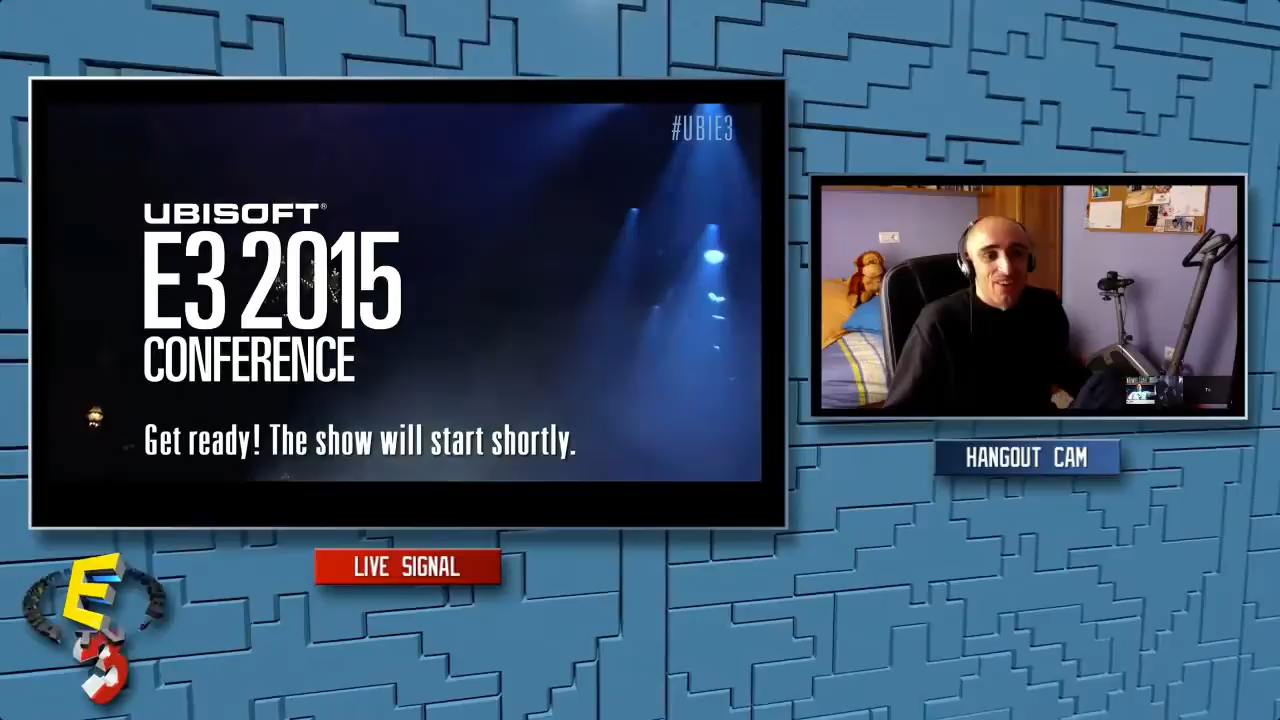 #UBIE3
UBISOFT®
E3 2015
CONFERENCE
Get ready! The show will start shortly.
HANGOUT CAM
LIVE SIGNAL
E3